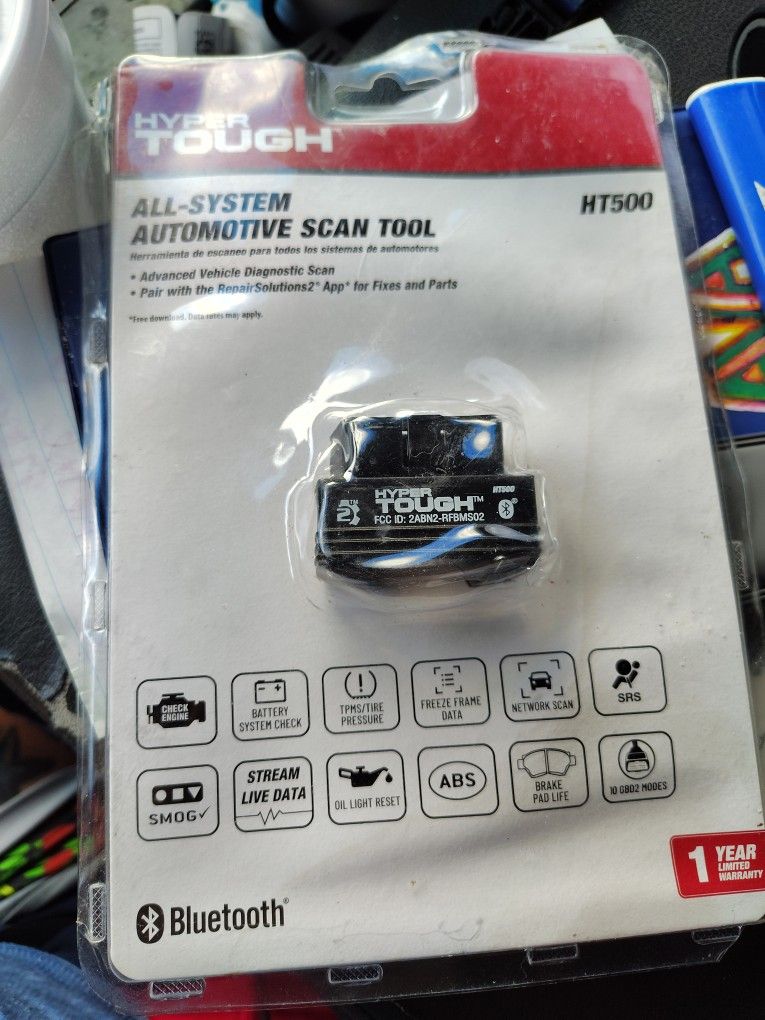 HYPER
TOUGH
ALL-SYSTEM
AUTOMOTIVE SCAN TOOL
HT500
Herramienta de escaneo para todos los sistemas de automotores
• Advanced Vehicle Diagnostic Scan
• Pair with the RepairSolutions2® App* for Fixes and Parts
*Free download. Data rates may apply.
HYPER
TOUGH™
HT500
FCC ID: 2ABN2-RFBMS02
CHECK
ENGINE
BATTERY
SYSTEM CHECK
TPMS/TIRE
PRESSURE
FREEZE FRAME
DATA
NETWORK SCAN
SRS
SMOG✓
STREAM
LIVE DATA
OIL LIGHT RESET
ABS
BRAKE
PAD LIFE
10 OBD2 MODES
1 YEAR
LIMITED
WARRANTY
Bluetooth®